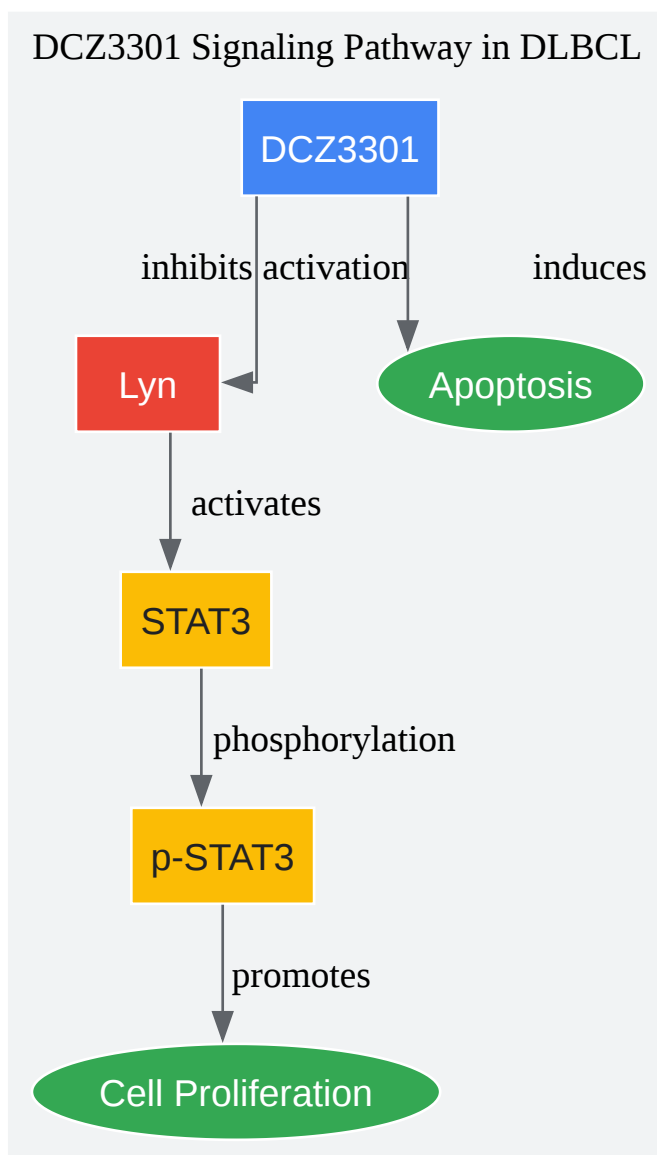 DCZ3301 Signaling Pathway in DLBCL
DCZ3301
inhibits activation
induces
Lyn
Apoptosis
activates
STAT3
phosphorylation
p-STAT3
promotes
Cell Proliferation